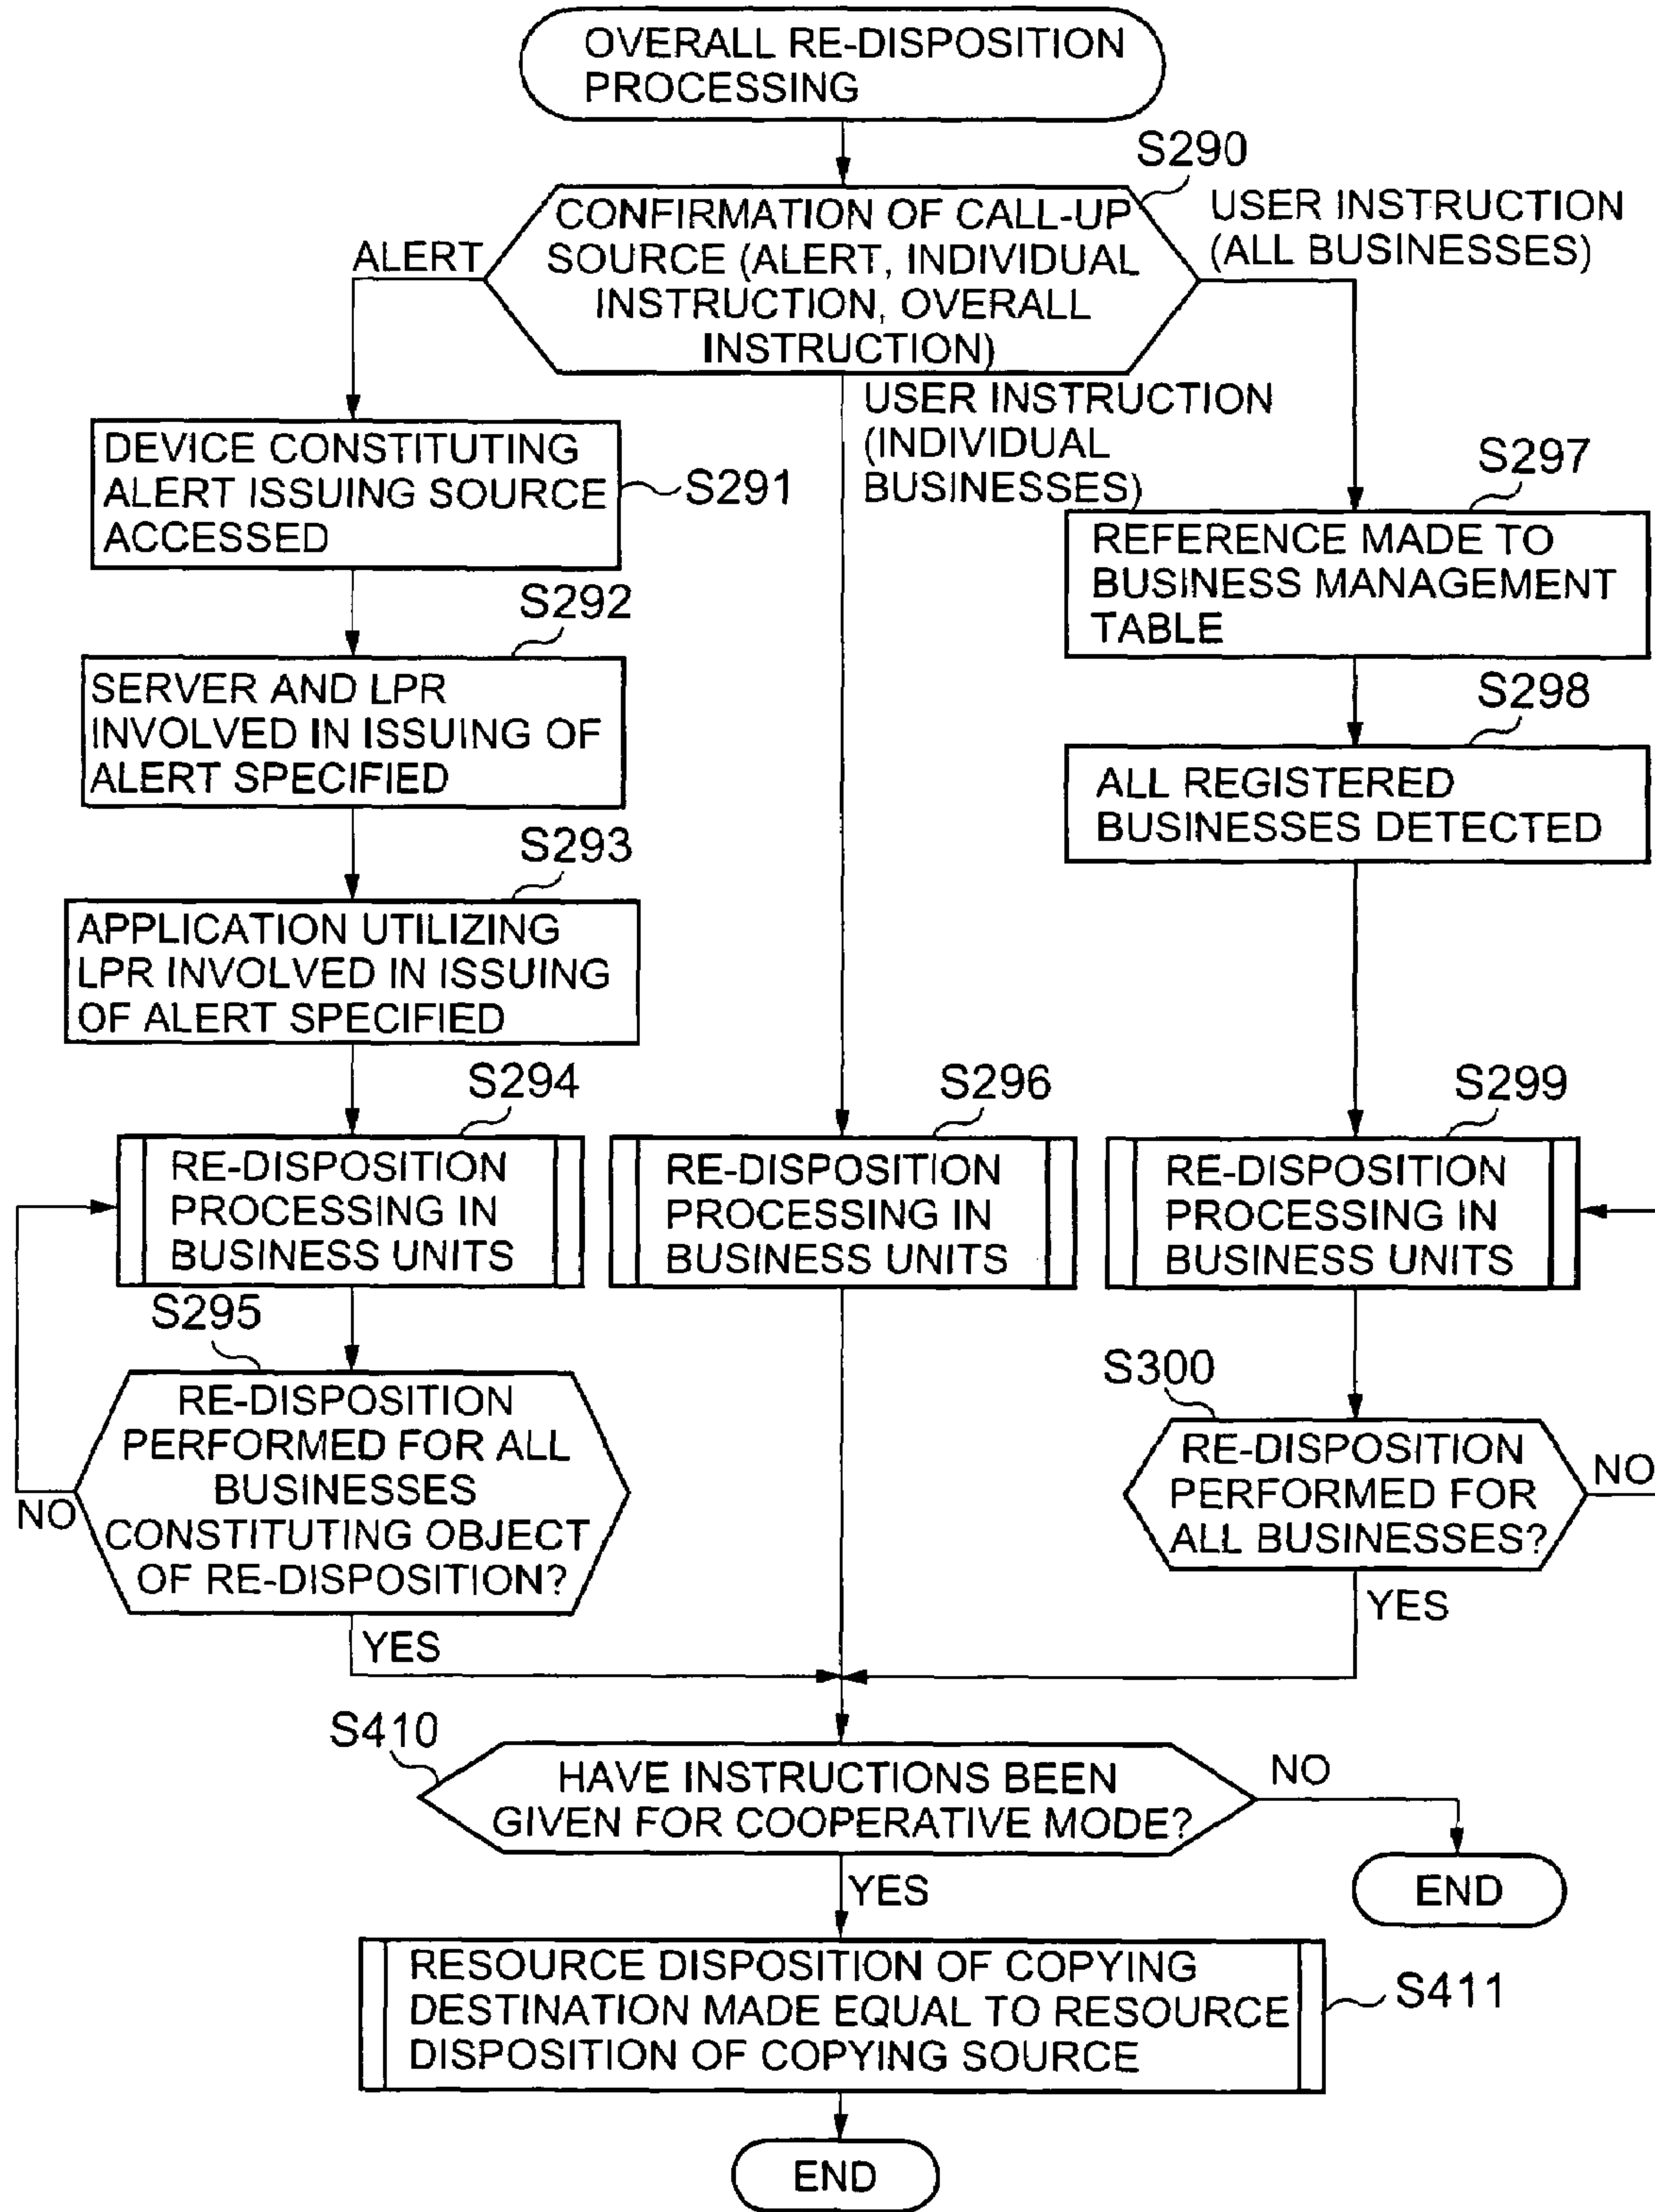 OVERALL RE-DISPOSITION
PROCESSING
S290
CONFIRMATION OF CALL-UP
SOURCE (ALERT, INDIVIDUAL
INSTRUCTION, OVERALL
INSTRUCTION)
ALERT
USER INSTRUCTION
(ALL BUSINESSES)
USER INSTRUCTION
(INDIVIDUAL
BUSINESSES)
DEVICE CONSTITUTING
ALERT ISSUING SOURCE
ACCESSED
S291
S292
SERVER AND LPR
INVOLVED IN ISSUING OF
ALERT SPECIFIED
S293
APPLICATION UTILIZING
LPR INVOLVED IN ISSUING
OF ALERT SPECIFIED
S297
REFERENCE MADE TO
BUSINESS MANAGEMENT
TABLE
S298
ALL REGISTERED
BUSINESSES DETECTED
S294
RE-DISPOSITION
PROCESSING IN
BUSINESS UNITS
S296
RE-DISPOSITION
PROCESSING IN
BUSINESS UNITS
S299
RE-DISPOSITION
PROCESSING IN
BUSINESS UNITS
S295
RE-DISPOSITION
PERFORMED FOR ALL
BUSINESSES
CONSTITUTING OBJECT
OF RE-DISPOSITION?
NO
YES
S300
RE-DISPOSITION
PERFORMED FOR
ALL BUSINESSES?
NO
YES
S410
HAVE INSTRUCTIONS BEEN
GIVEN FOR COOPERATIVE MODE?
NO
END
YES
RESOURCE DISPOSITION OF COPYING
DESTINATION MADE EQUAL TO RESOURCE
DISPOSITION OF COPYING SOURCE
S411
END